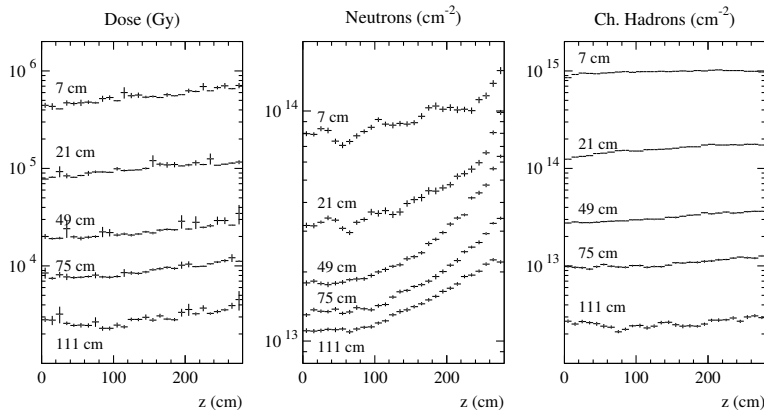 Dose (Gy)
10^6
10^5
10^4
7 cm
21 cm
49 cm
75 cm
111 cm
0 100 200
z (cm)
Neutrons (cm^-2)
10^14
10^13
7 cm
21 cm
49 cm
75 cm
111 cm
0 100 200
z (cm)
Ch. Hadrons (cm^-2)
10^15
10^14
10^13
7 cm
21 cm
49 cm
75 cm
111 cm
0 100 200
z (cm)